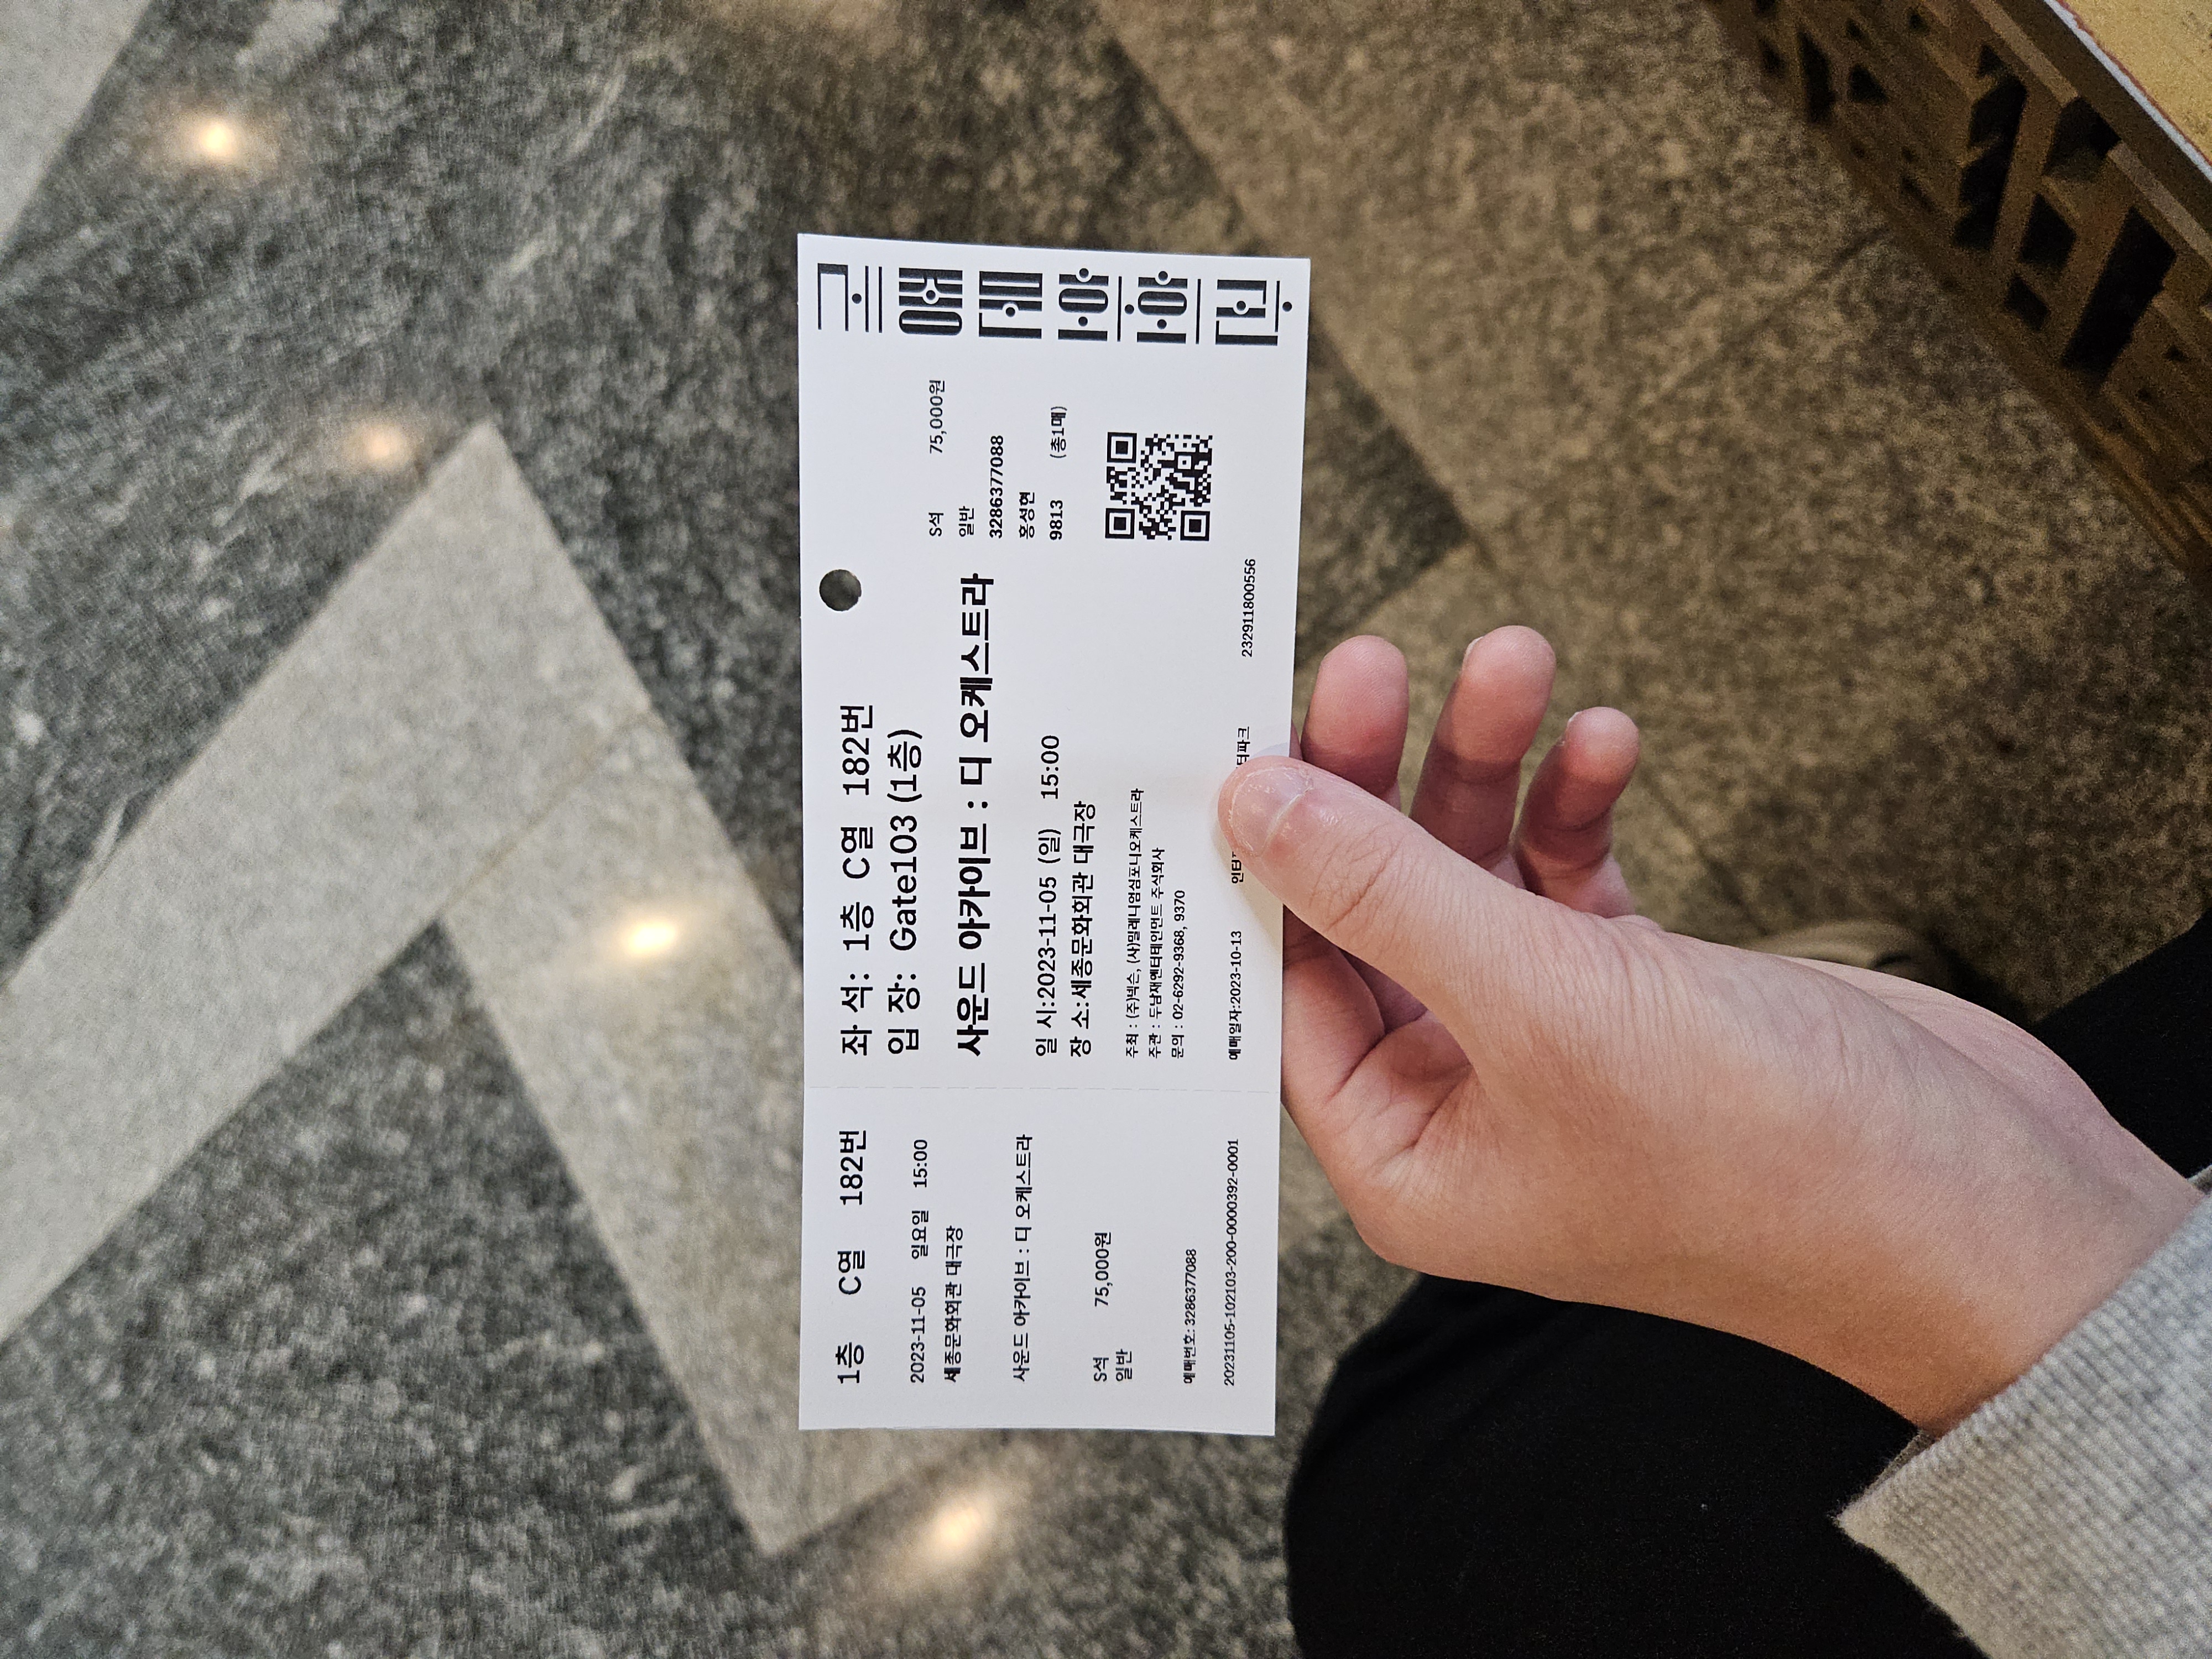 1층 C열 182번
2023-11-05 일요일 15:00
세종문화회관 대극장
사운드 아카이브 : 디 오케스트라
S석 75,000원
일반
예매번호: 3286377088
20231105-102103-200-0000392-0001
좌 석: 1층 C열 182번
입 장: Gate103 (1층)
사운드 아카이브 : 디 오케스트라
일 시:2023-11-05 (일) 15:00
장 소:세종문화회관 대극장
주최 : (주)넥슨, (사)밀레니엄심포니오케스트라
주관 : 두남재엔터테인먼트 주식회사
문의 : 02-6292-9368, 9370
예매일자:2023-10-13 232911800556
S석 75,000원
일반
3286377088
홍성현
9813 (총1매)
세종문화회관